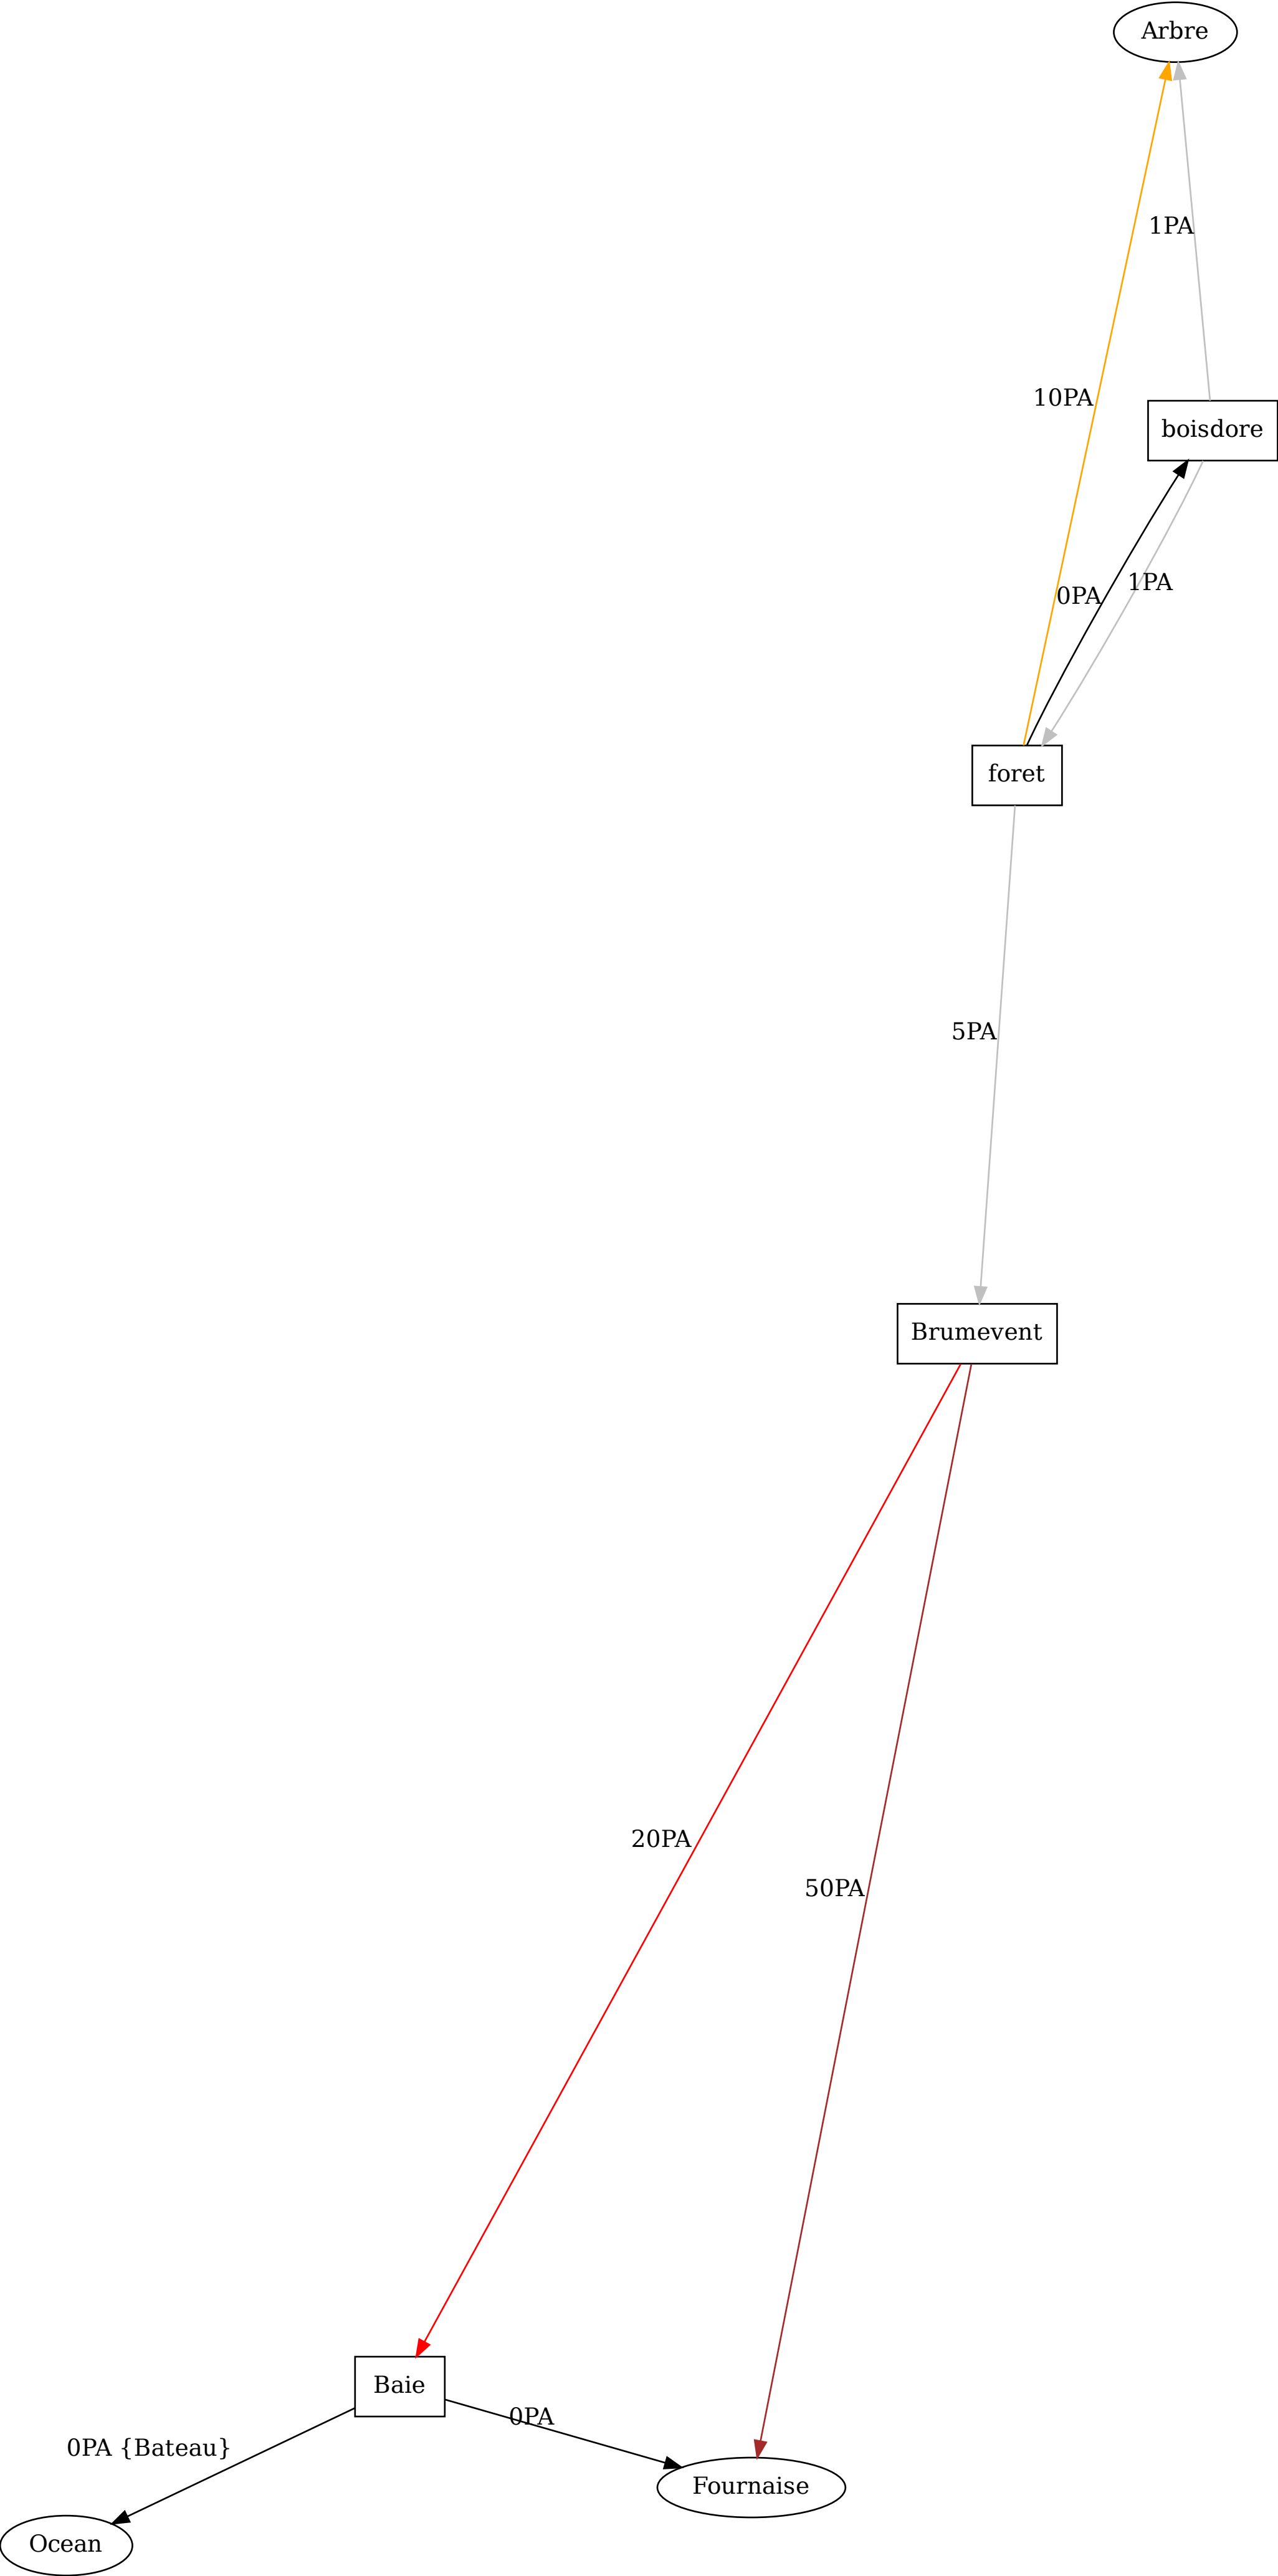 Arbre
1PA
10PA
boisdore
1PA
0PA
foret
5PA
Brumevent
20PA
50PA
Baie
0PA
0PA {Bateau}
Fournaise
Ocean